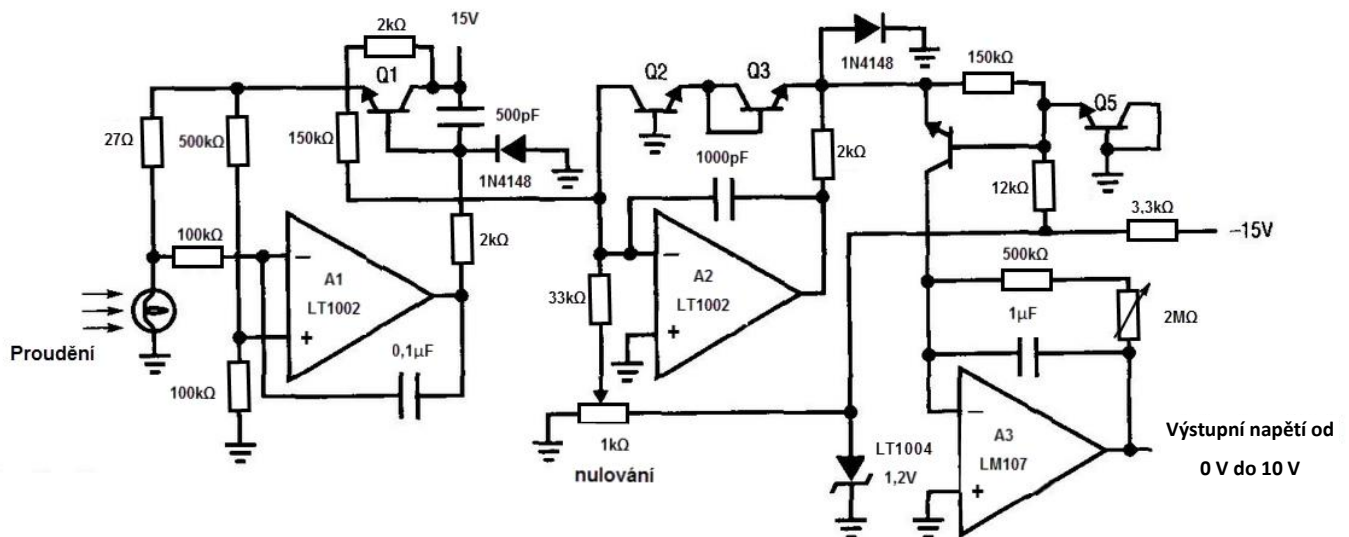 2kΩ
15V
Q1
27Ω
500kΩ
150kΩ
500pF
1N4148
100kΩ
2kΩ
A1
LT1002
−
+
Proudění
100kΩ
0,1µF
Q2
Q3
1N4148
150kΩ
Q5
1000pF
2kΩ
12kΩ
3,3kΩ
–15V
33kΩ
−
A2
LT1002
+
500kΩ
1µF
2MΩ
1kΩ
nulování
LT1004
1,2V
−
A3
LM107
+
Výstupní napětí od
0 V do 10 V